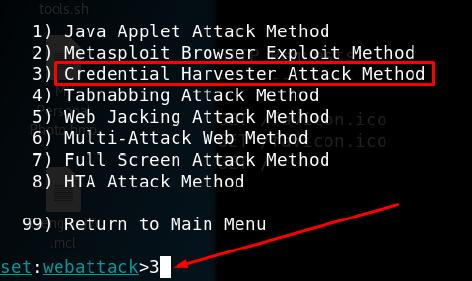 tools.sh
1) Java Applet Attack Method
2) Metasploit Browser Exploit Method
3) Credential Harvester Attack Method
4) Tabnabbing Attack Method
5) Web Jacking Attack Method
6) Multi-Attack Web Method
7) Full Screen Attack Method
8) HTA Attack Method
99) Return to Main Menu
.mcl
set:webattack>3